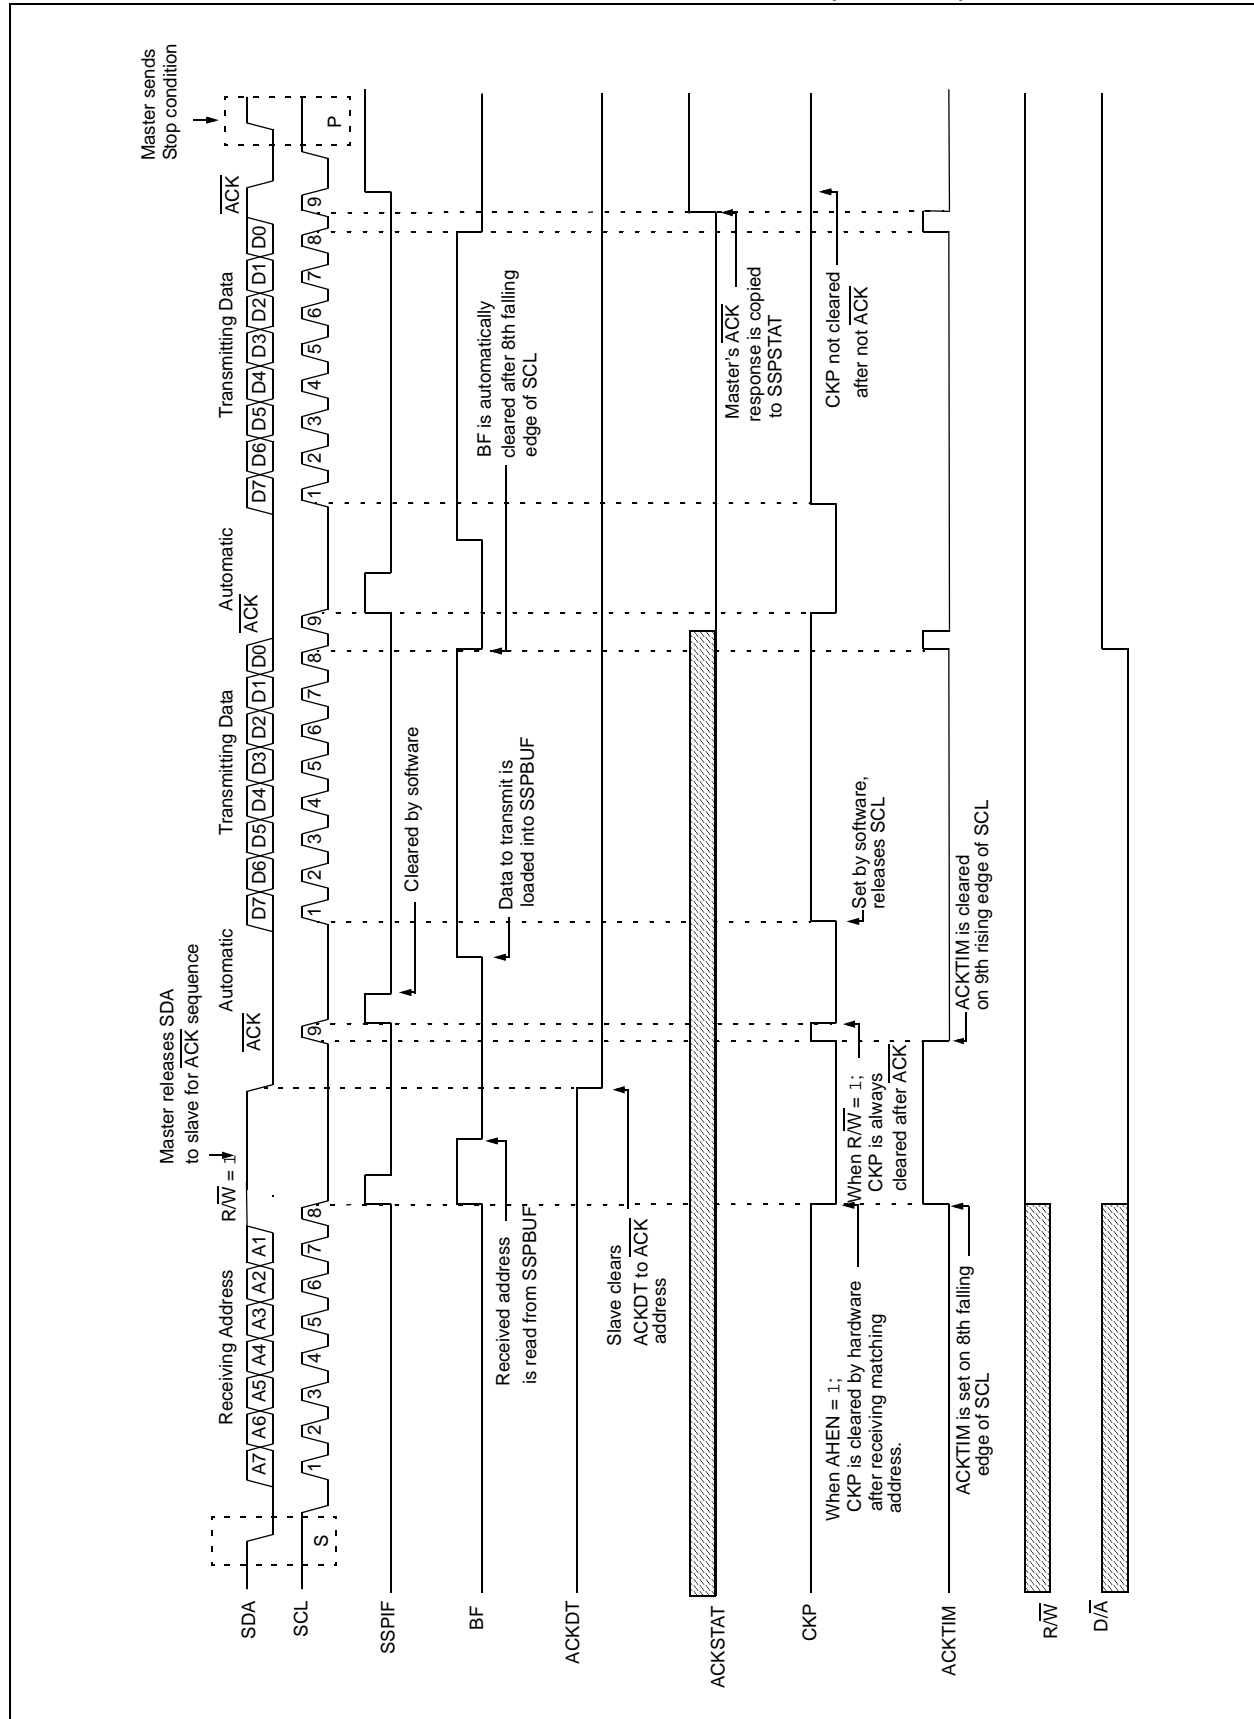 Master sends
Stop condition
Master releases SDA
to slave for ACK sequence
Receiving Address
R/W = 1
ACK
Automatic
Transmitting Data
ACK
Automatic
Transmitting Data
ACK
SDA
A7 A6 A5 A4 A3 A2 A1
D7 D6 D5 D4 D3 D2 D1 D0
D7 D6 D5 D4 D3 D2 D1 D0
SCL
S
1 2 3 4 5 6 7 8 9
1 2 3 4 5 6 7 8 9
1 2 3 4 5 6 7 8 9
P
SSPIF
Cleared by software
BF
Received address
is read from SSPBUF
Data to transmit is
loaded into SSPBUF
BF is automatically
cleared after 8th falling
edge of SCL
ACKDT
Slave clears
ACKDT to ACK
address
ACKSTAT
Master's ACK
response is copied
to SSPSTAT
CKP
When AHEN = 1;
CKP is cleared by hardware
after receiving matching
address.
When R/W = 1;
CKP is always
cleared after ACK
Set by software,
releases SCL
CKP not cleared
after not ACK
ACKTIM
ACKTIM is set on 8th falling
edge of SCL
ACKTIM is cleared
on 9th rising edge of SCL
R/W
D/A